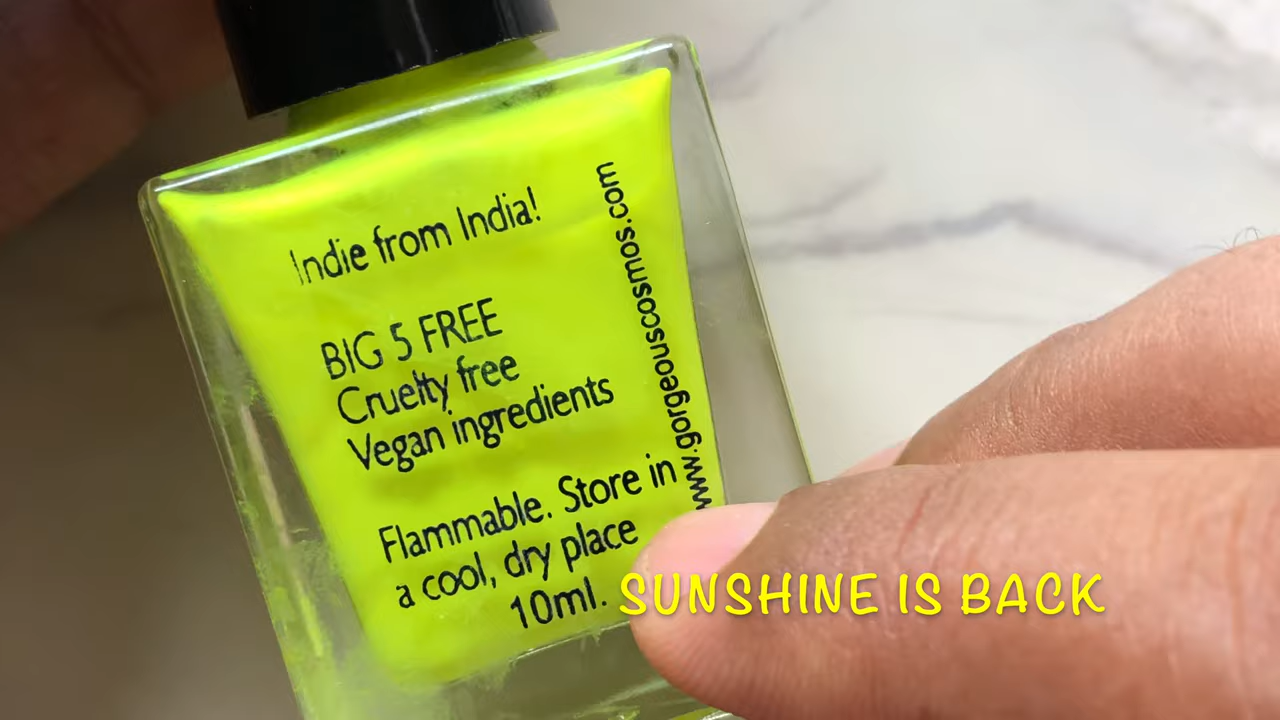 Indie from India!
BIG 5 FREE
Cruelty free
Vegan ingredients
Flammable. Store in
a cool, dry place
10ml.
www.gorgeouscosmos.com
SUNSHINE IS BACK